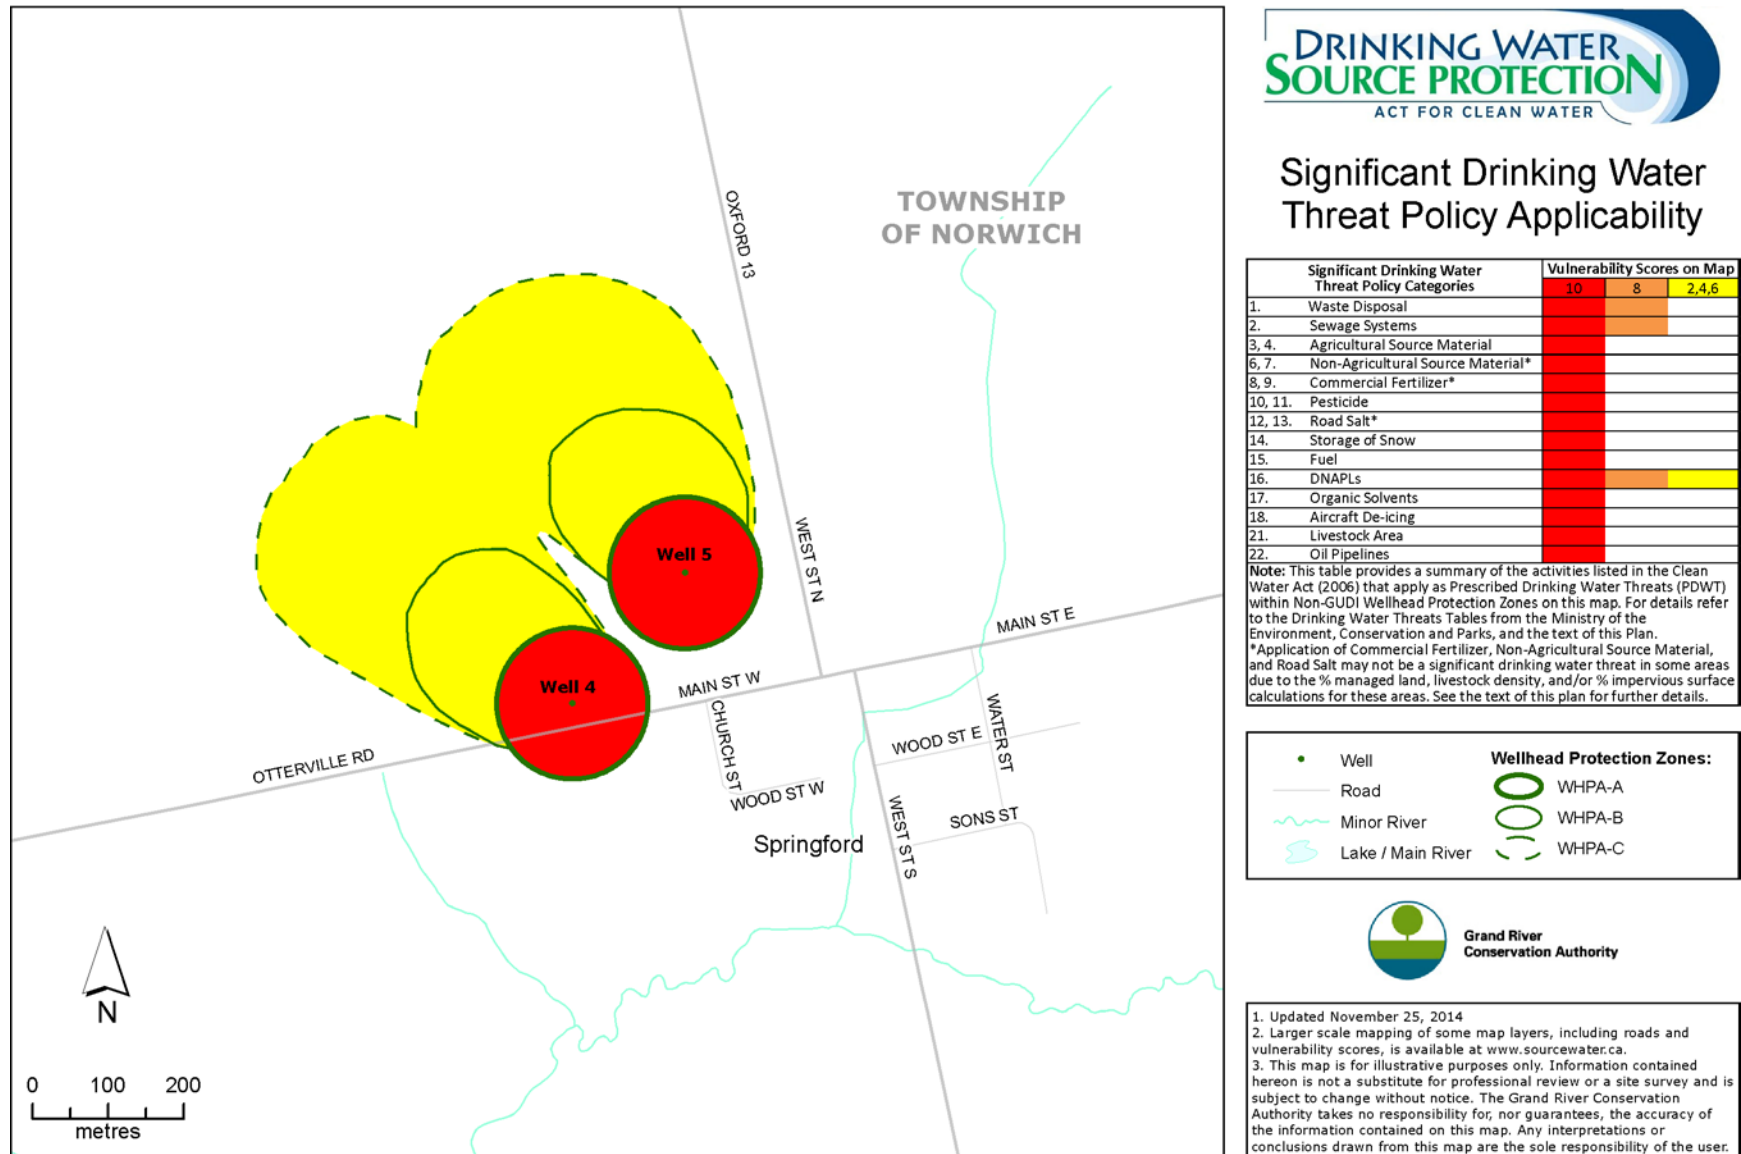 TOWNSHIP
OF NORWICH
OXFORD 13
WEST ST N
Well 5
Well 4
MAIN ST E
MAIN ST W
CHURCH ST
WOOD ST W
WOOD ST E
WATER ST
SONS ST
WEST ST S
OTTERVILLE RD
Springford
N
0 100 200
metres
DRINKING WATER
SOURCE PROTECTION
ACT FOR CLEAN WATER
Significant Drinking Water
Threat Policy Applicability
Significant Drinking Water
Threat Policy Categories
Vulnerability Scores on Map
10 8 2,4,6
1. Waste Disposal
2. Sewage Systems
3, 4. Agricultural Source Material
6, 7. Non-Agricultural Source Material*
8, 9. Commercial Fertilizer*
10, 11. Pesticide
12, 13. Road Salt*
14. Storage of Snow
15. Fuel
16. DNAPLs
17. Organic Solvents
18. Aircraft De-icing
21. Livestock Area
22. Oil Pipelines
Note: This table provides a summary of the activities listed in the Clean
Water Act (2006) that apply as Prescribed Drinking Water Threats (PDWT)
within Non-GUDI Wellhead Protection Zones on this map. For details refer
to the Drinking Water Threats Tables from the Ministry of the
Environment, Conservation and Parks, and the text of this Plan.
*Application of Commercial Fertilizer, Non-Agricultural Source Material,
and Road Salt may not be a significant drinking water threat in some areas
due to the % managed land, livestock density, and/or % impervious surface
calculations for these areas. See the text of this plan for further details.
Well
Road
Minor River
Lake / Main River
Wellhead Protection Zones:
WHPA-A
WHPA-B
WHPA-C
Grand River
Conservation Authority
1. Updated November 25, 2014
2. Larger scale mapping of some map layers, including roads and
vulnerability scores, is available at www.sourcewater.ca.
3. This map is for illustrative purposes only. Information contained
hereon is not a substitute for professional review or a site survey and is
subject to change without notice. The Grand River Conservation
Authority takes no responsibility for, nor guarantees, the accuracy of
the information contained on this map. Any interpretations or
conclusions drawn from this map are the sole responsibility of the user.